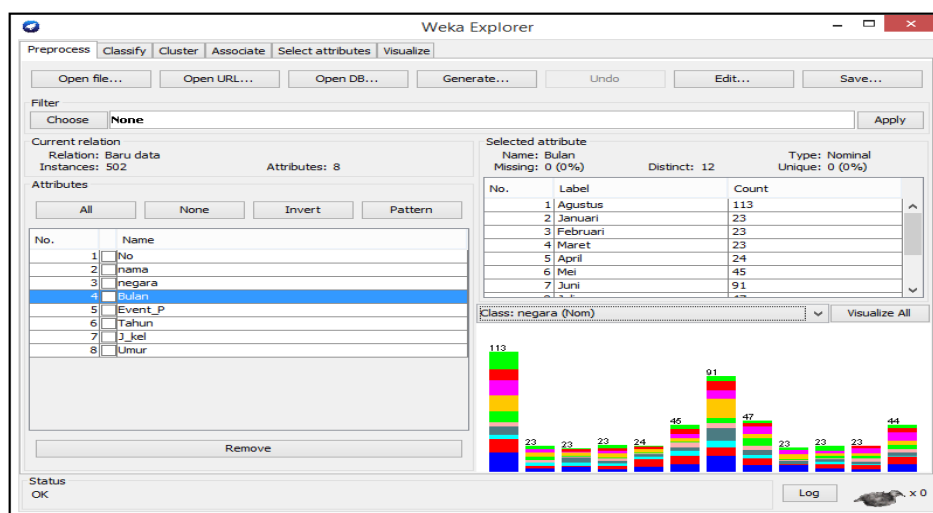 Weka Explorer
Preprocess Classify Cluster Associate Select attributes Visualize
Open file... Open URL... Open DB... Generate... Undo Edit... Save...
Filter
Choose None Apply
Current relation
Relation: Baru data
Instances: 502 Attributes: 8
Attributes
All None Invert Pattern
No. Name
1 No
2 nama
3 negara
4 Bulan
5 Event_P
6 Tahun
7 J_kel
8 Umur
Remove
Selected attribute
Name: Bulan Type: Nominal
Missing: 0 (0%) Distinct: 12 Unique: 0 (0%)
No. Label Count
1 Agustus 113
2 Januari 23
3 Februari 23
4 Maret 23
5 April 24
6 Mei 45
7 Juni 91
Class: negara (Nom) Visualize All
113 23 23 23 24 45 91 47 23 23 23 44
Status
OK Log x 0